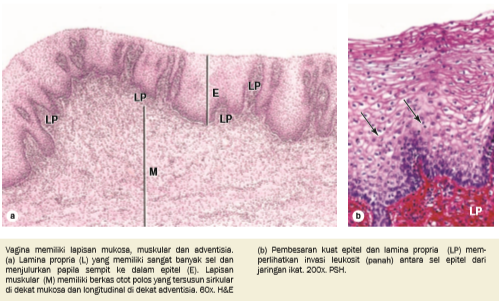 LP
E
LP
LP
LP
M
a
LP
b
Vagina memiliki lapisan mukosa, muskular dan adventisia.
(a) Lamina propria (L) yang memiliki sangat banyak sel dan
menjulurkan papila sempit ke dalam epitel (E). Lapisan
muskular (M) memiliki berkas otot polos yang tersusun sirkular
di dekat mukosa dan longitudinal di dekat adventisia. 60x. H&E
(b) Pembesaran kuat epitel dan lamina propria (LP) mem-
perlihatkan invasi leukosit (panah) antara sel epitel dari
jaringan ikat. 200x. PSH.